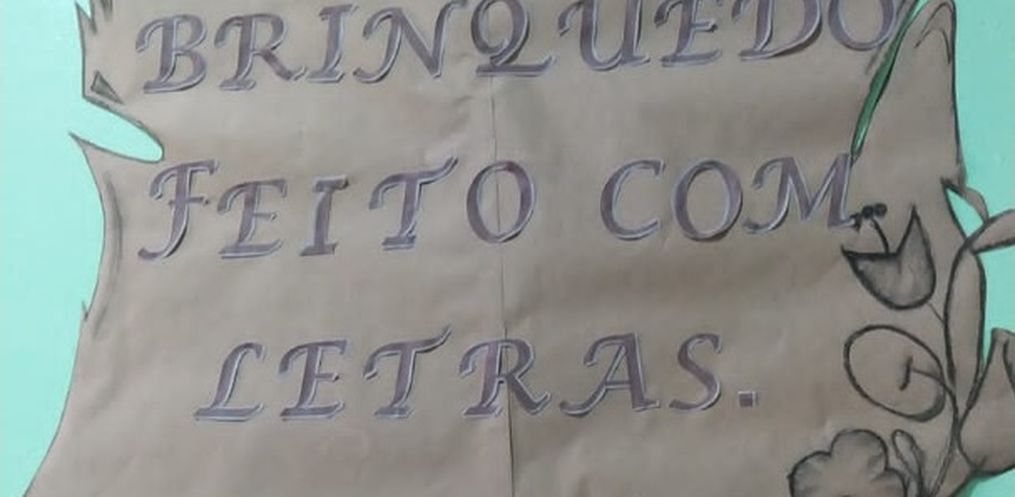 BRINQUEDO
FEITO COM
LETRAS.